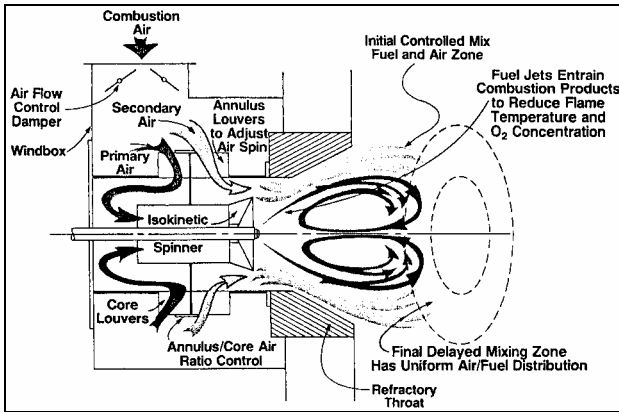 Combustion
Air
Initial Controlled Mix
Fuel and Air Zone
Air Flow
Control
Damper
Windbox
Secondary
Air
Annulus
Louvers
to Adjust
Air Spin
Fuel Jets Entrain
Combustion Products
to Reduce Flame
Temperature and
O₂ Concentration
Primary
Air
Isokinetic
Spinner
Core
Louvers
Annulus/Core Air
Ratio Control
Final Delayed Mixing Zone
Has Uniform Air/Fuel Distribution
Refractory
Throat